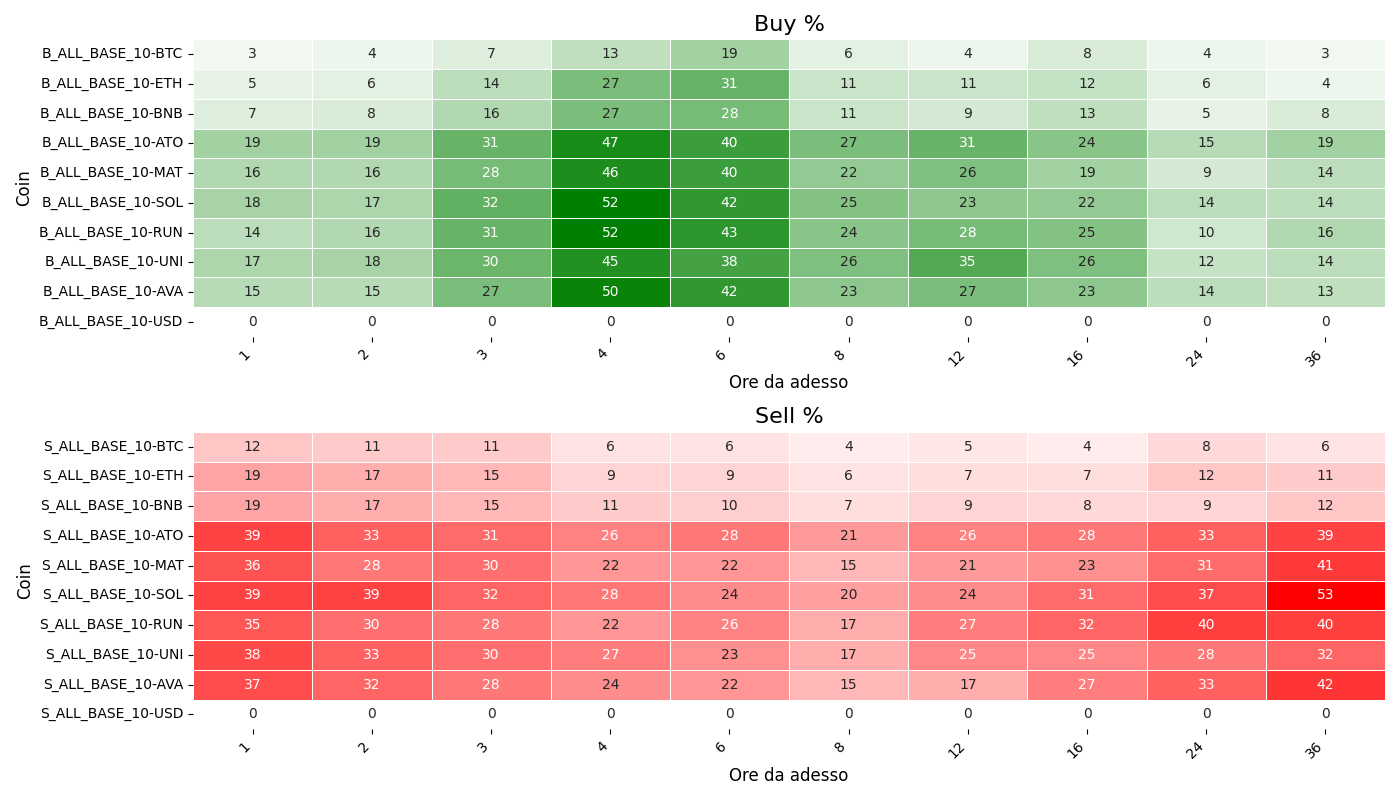 Buy %
Coin
B_ALL_BASE_10-BTC 3 4 7 13 19 6 4 8 4 3
B_ALL_BASE_10-ETH 5 6 14 27 31 11 11 12 6 4
B_ALL_BASE_10-BNB 7 8 16 27 28 11 9 13 5 8
B_ALL_BASE_10-ATO 19 19 31 47 40 27 31 24 15 19
B_ALL_BASE_10-MAT 16 16 28 46 40 22 26 19 9 14
B_ALL_BASE_10-SOL 18 17 32 52 42 25 23 22 14 14
B_ALL_BASE_10-RUN 14 16 31 52 43 24 28 25 10 16
B_ALL_BASE_10-UNI 17 18 30 45 38 26 35 26 12 14
B_ALL_BASE_10-AVA 15 15 27 50 42 23 27 23 14 13
B_ALL_BASE_10-USD 0 0 0 0 0 0 0 0 0 0
1 2 3 4 6 8 12 16 24 36
Ore da adesso
Sell %
Coin
S_ALL_BASE_10-BTC 12 11 11 6 6 4 5 4 8 6
S_ALL_BASE_10-ETH 19 17 15 9 9 6 7 7 12 11
S_ALL_BASE_10-BNB 19 17 15 11 10 7 9 8 9 12
S_ALL_BASE_10-ATO 39 33 31 26 28 21 26 28 33 39
S_ALL_BASE_10-MAT 36 28 30 22 22 15 21 23 31 41
S_ALL_BASE_10-SOL 39 39 32 28 24 20 24 31 37 53
S_ALL_BASE_10-RUN 35 30 28 22 26 17 27 32 40 40
S_ALL_BASE_10-UNI 38 33 30 27 23 17 25 25 28 32
S_ALL_BASE_10-AVA 37 32 28 24 22 15 17 27 33 42
S_ALL_BASE_10-USD 0 0 0 0 0 0 0 0 0 0
1 2 3 4 6 8 12 16 24 36
Ore da adesso